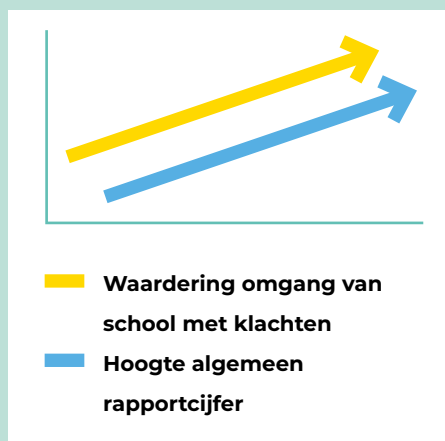 Waardering omgang van
school met klachten
Hoogte algemeen
rapportcijfer